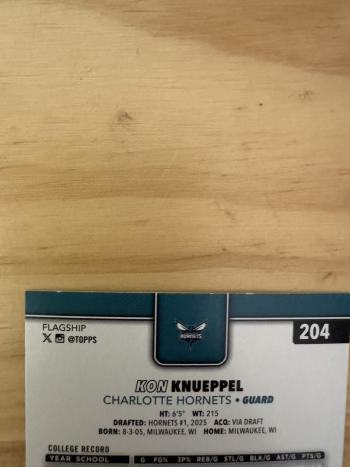 FLAGSHIP
204
X @TOPPS
HORNETS
KON KNUEPPEL
CHARLOTTE HORNETS • GUARD
HT: 6'5" WT: 215
DRAFTED: HORNETS #1, 2025 ACQ: VIA DRAFT
BORN: 8-3-05, MILWAUKEE, WI HOME: MILWAUKEE, WI
COLLEGE RECORD
YEAR SCHOOL G FG% 3P% REB/G STL/G BLK/G AST/G PTS/G